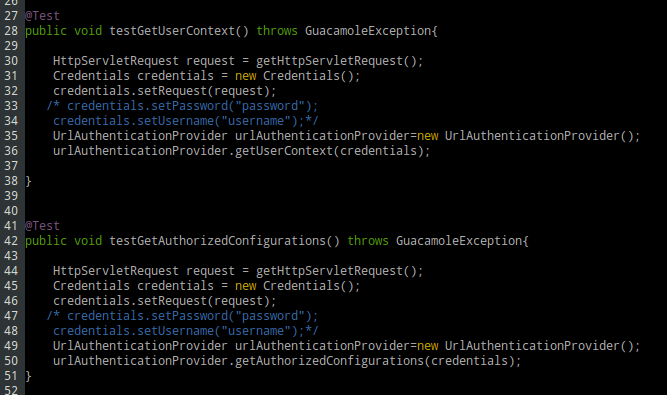 26
27 @Test
28 public void testGetUserContext() throws GuacamoleException{
29
30 HttpServletRequest request = getHttpServletRequest();
31 Credentials credentials = new Credentials();
32 credentials.setRequest(request);
33 /* credentials.setPassword("password");
34 credentials.setUsername("username");*/
35 UrlAuthenticationProvider urlAuthenticationProvider=new UrlAuthenticationProvider();
36 urlAuthenticationProvider.getUserContext(credentials);
37
38 }
39
40
41 @Test
42 public void testGetAuthorizedConfigurations() throws GuacamoleException{
43
44 HttpServletRequest request = getHttpServletRequest();
45 Credentials credentials = new Credentials();
46 credentials.setRequest(request);
47 /* credentials.setPassword("password");
48 credentials.setUsername("username");*/
49 UrlAuthenticationProvider urlAuthenticationProvider=new UrlAuthenticationProvider();
50 urlAuthenticationProvider.getAuthorizedConfigurations(credentials);
51 }
52